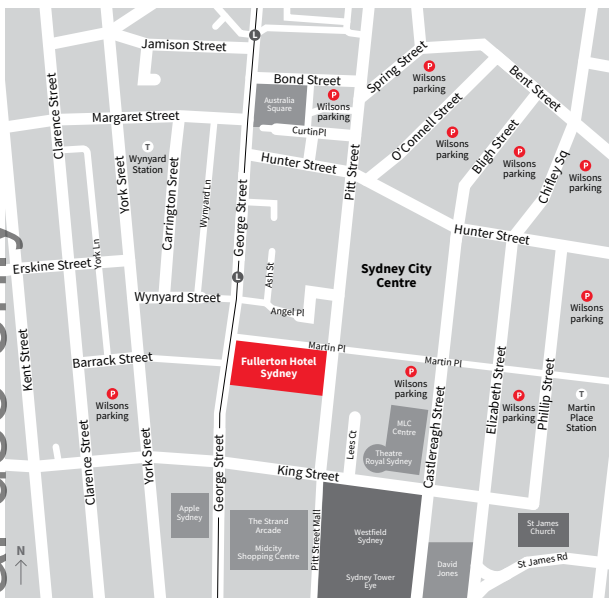 Jamison Street
Bond Street
Spring Street
P
Wilsons
parking
Bent Street
Australia
Square
P
Wilsons
parking
Clarence Street
Margaret Street
Curtin Pl
O'Connell Street
P
Wilsons
parking
Bligh Street
P
Wilsons
parking
Chifley Sq
P
Wilsons
parking
T
Wynyard
Station
York Sreet
Carrington Street
Wynyard Ln
George Street
Hunter Street
Pitt Street
Hunter Street
York Ln
Erskine Street
Ash St
Sydney City
Centre
L
L
Wynyard Street
Angel Pl
P
Wilsons
parking
Martin Pl
Martin Pl
Kent Street
Barrack Street
Fullerton Hotel
Sydney
P
Wilsons
parking
P
Wilsons
parking
Castlereagh Street
Elizabeth Street
P
Wilsons
parking
Phillip Street
T
Martin
Place
Station
MLC
Centre
Lees Ct
Theatre
Royal Sydney
Clarence Street
York Sreet
George Street
King Street
Apple
Sydney
The Strand
Arcade
Midcity
Shopping Centre
Pitt Street Mall
Westfield
Sydney
Sydney Tower
Eye
David
Jones
St James
Church
St James Rd
N